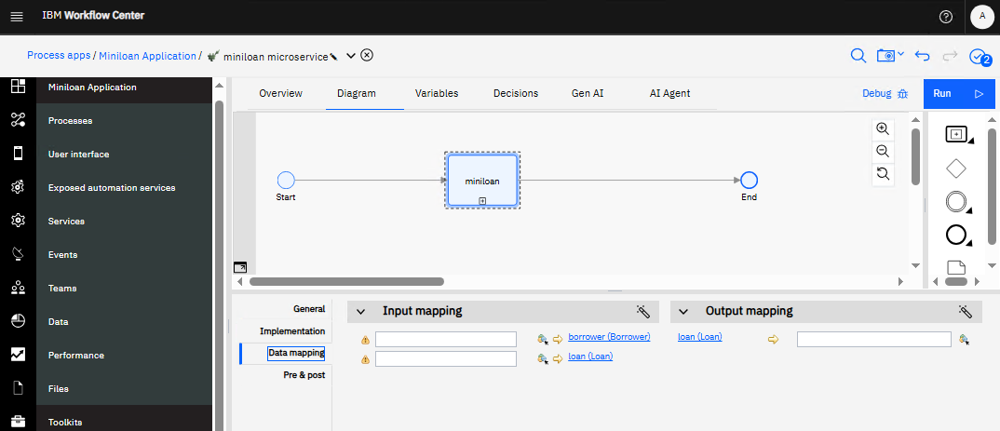 IBM Workflow Center
A
Process apps / Miniloan Application / miniloan microservice
2
Miniloan Application
Processes
User interface
Exposed automation services
Services
Events
Teams
Data
Performance
Files
Toolkits
Overview Diagram Variables Decisions Gen AI AI Agent Debug Run
miniloan
Start
End
General
Implementation
Data mapping
Pre & post
Input mapping
borrower (Borrower)
loan (Loan)
Output mapping
loan (Loan)